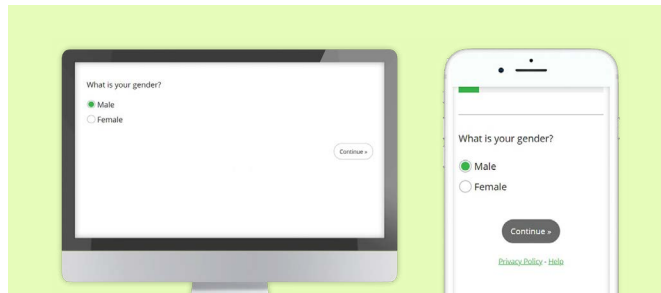 What is your gender?
Male
Female
Continue »
What is your gender?
Male
Female
Continue »
Privacy Policy - Help